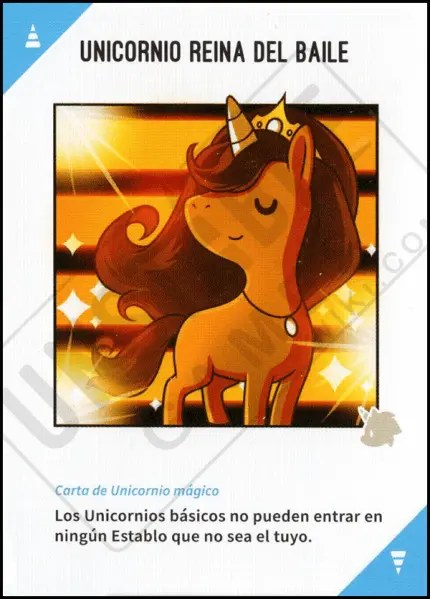 UNICORNIO REINA DEL BAILE
Carta de Unicornio mágico
Los Unicornios básicos no pueden entrar en
ningún Establo que no sea el tuyo.